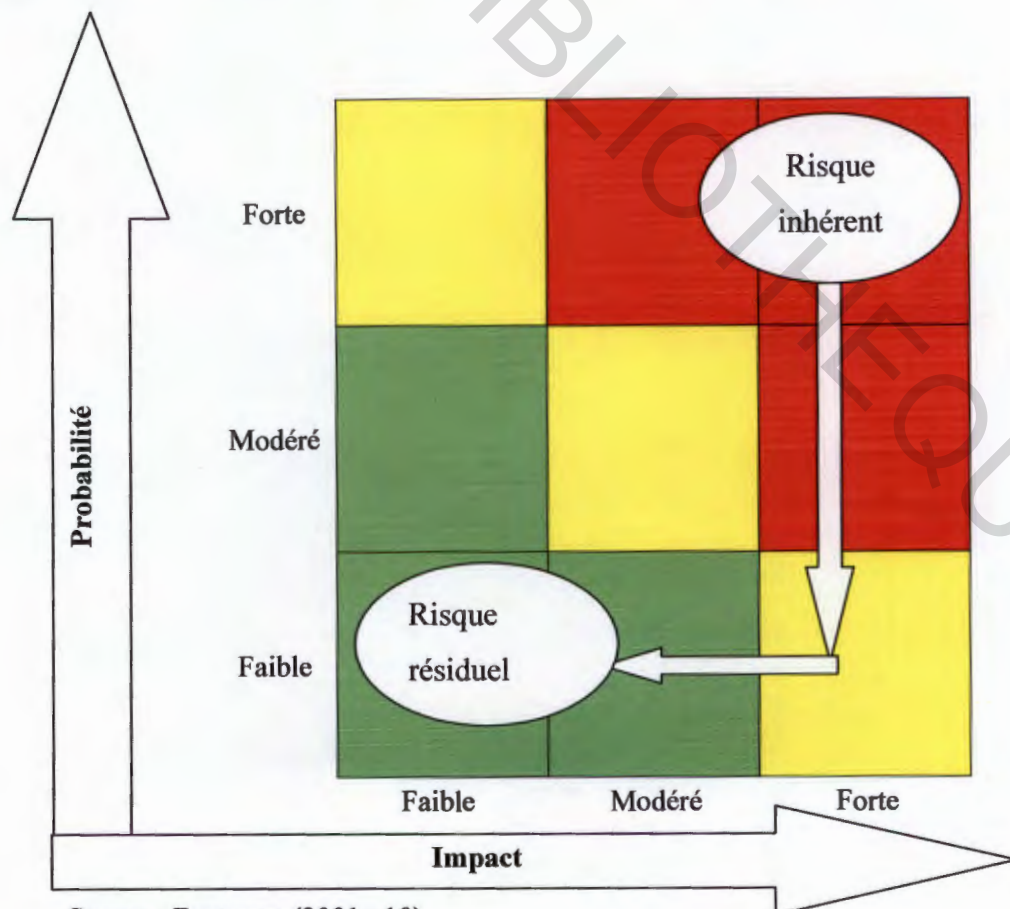 Risque
inhérent
Forte
Modéré
Probabilité
Risque
résiduel
Faible
Faible Modéré Forte
Impact